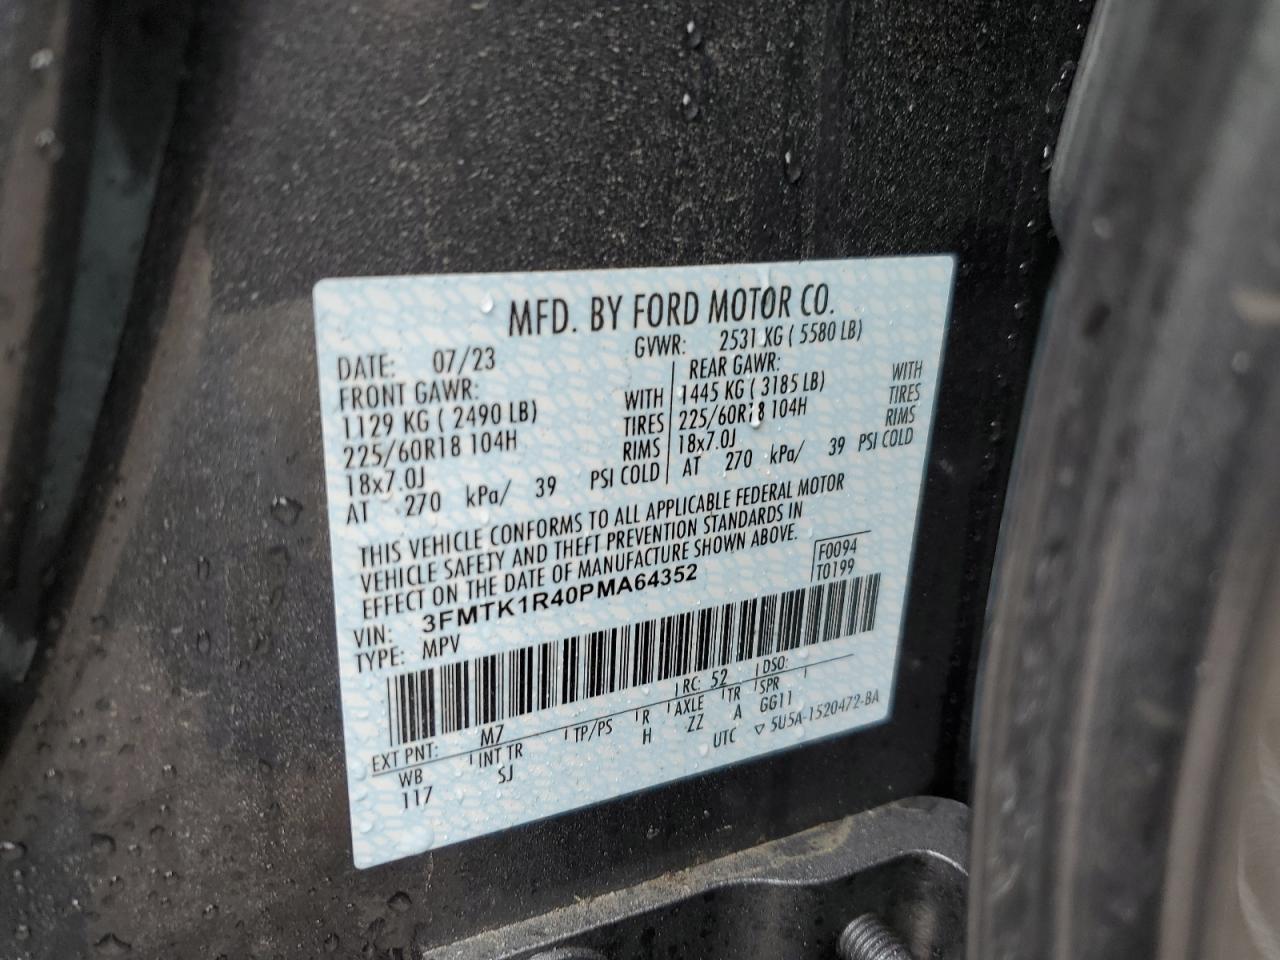 MFD. BY FORD MOTOR CO.
DATE: 07/23 GVWR: 2531 KG ( 5580 LB)
FRONT GAWR: REAR GAWR:
1129 KG ( 2490 LB) WITH 1445 KG ( 3185 LB) WITH
225/60R18 104H TIRES 225/60R18 104H TIRES
18x7.0J RIMS 18x7.0J RIMS
AT 270 kPa/ 39 PSI COLD AT 270 kPa/ 39 PSI COLD
THIS VEHICLE CONFORMS TO ALL APPLICABLE FEDERAL MOTOR
VEHICLE SAFETY AND THEFT PREVENTION STANDARDS IN
EFFECT ON THE DATE OF MANUFACTURE SHOWN ABOVE.
F0094
T0199
VIN: 3FMTK1R40PMA64352
TYPE: MPV
RC: 52 DSO:
EXT PNT: M7
WB INT TR TP/PS R AXLE TR SPR
117 SJ H ZZ A GG11
UTC ▽ 5U5A-1520472-BA